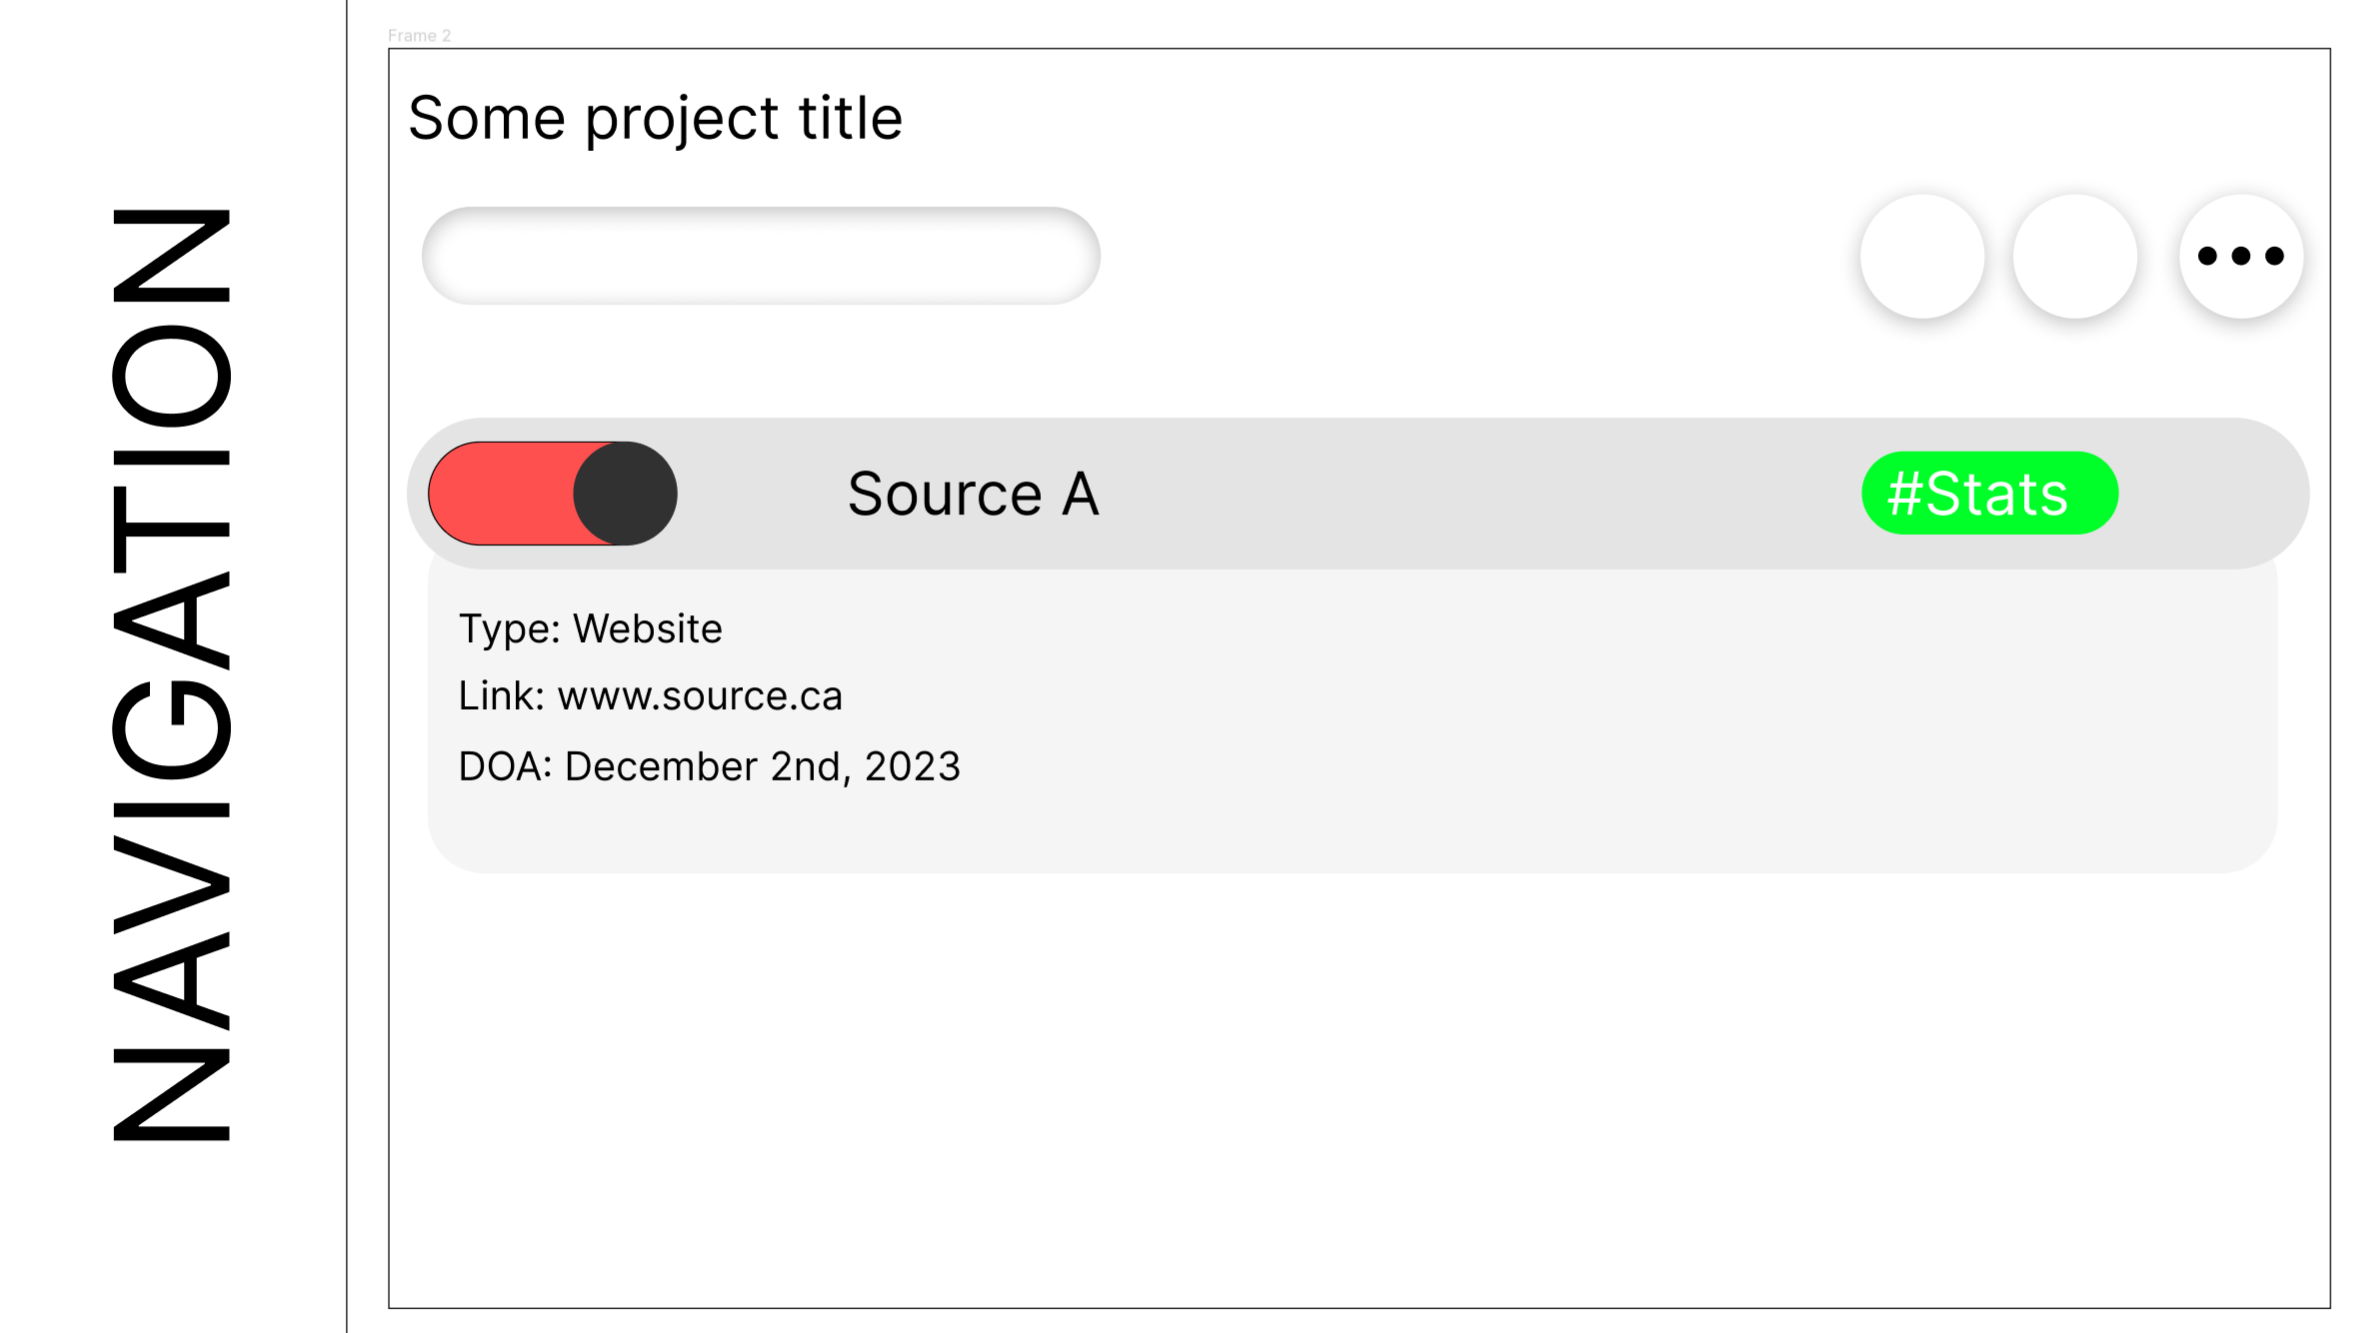 Frame 2
NAVIGATION
Some project title
Source A
#Stats
Type: Website
Link: www.source.ca
DOA: December 2nd, 2023